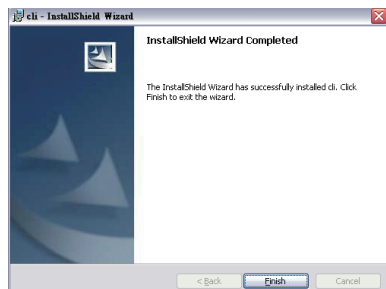 cli - InstallShield Wizard
InstallShield Wizard Completed
The InstallShield Wizard has successfully installed cli. Click
Finish to exit the wizard.
< Back
Finish
Cancel